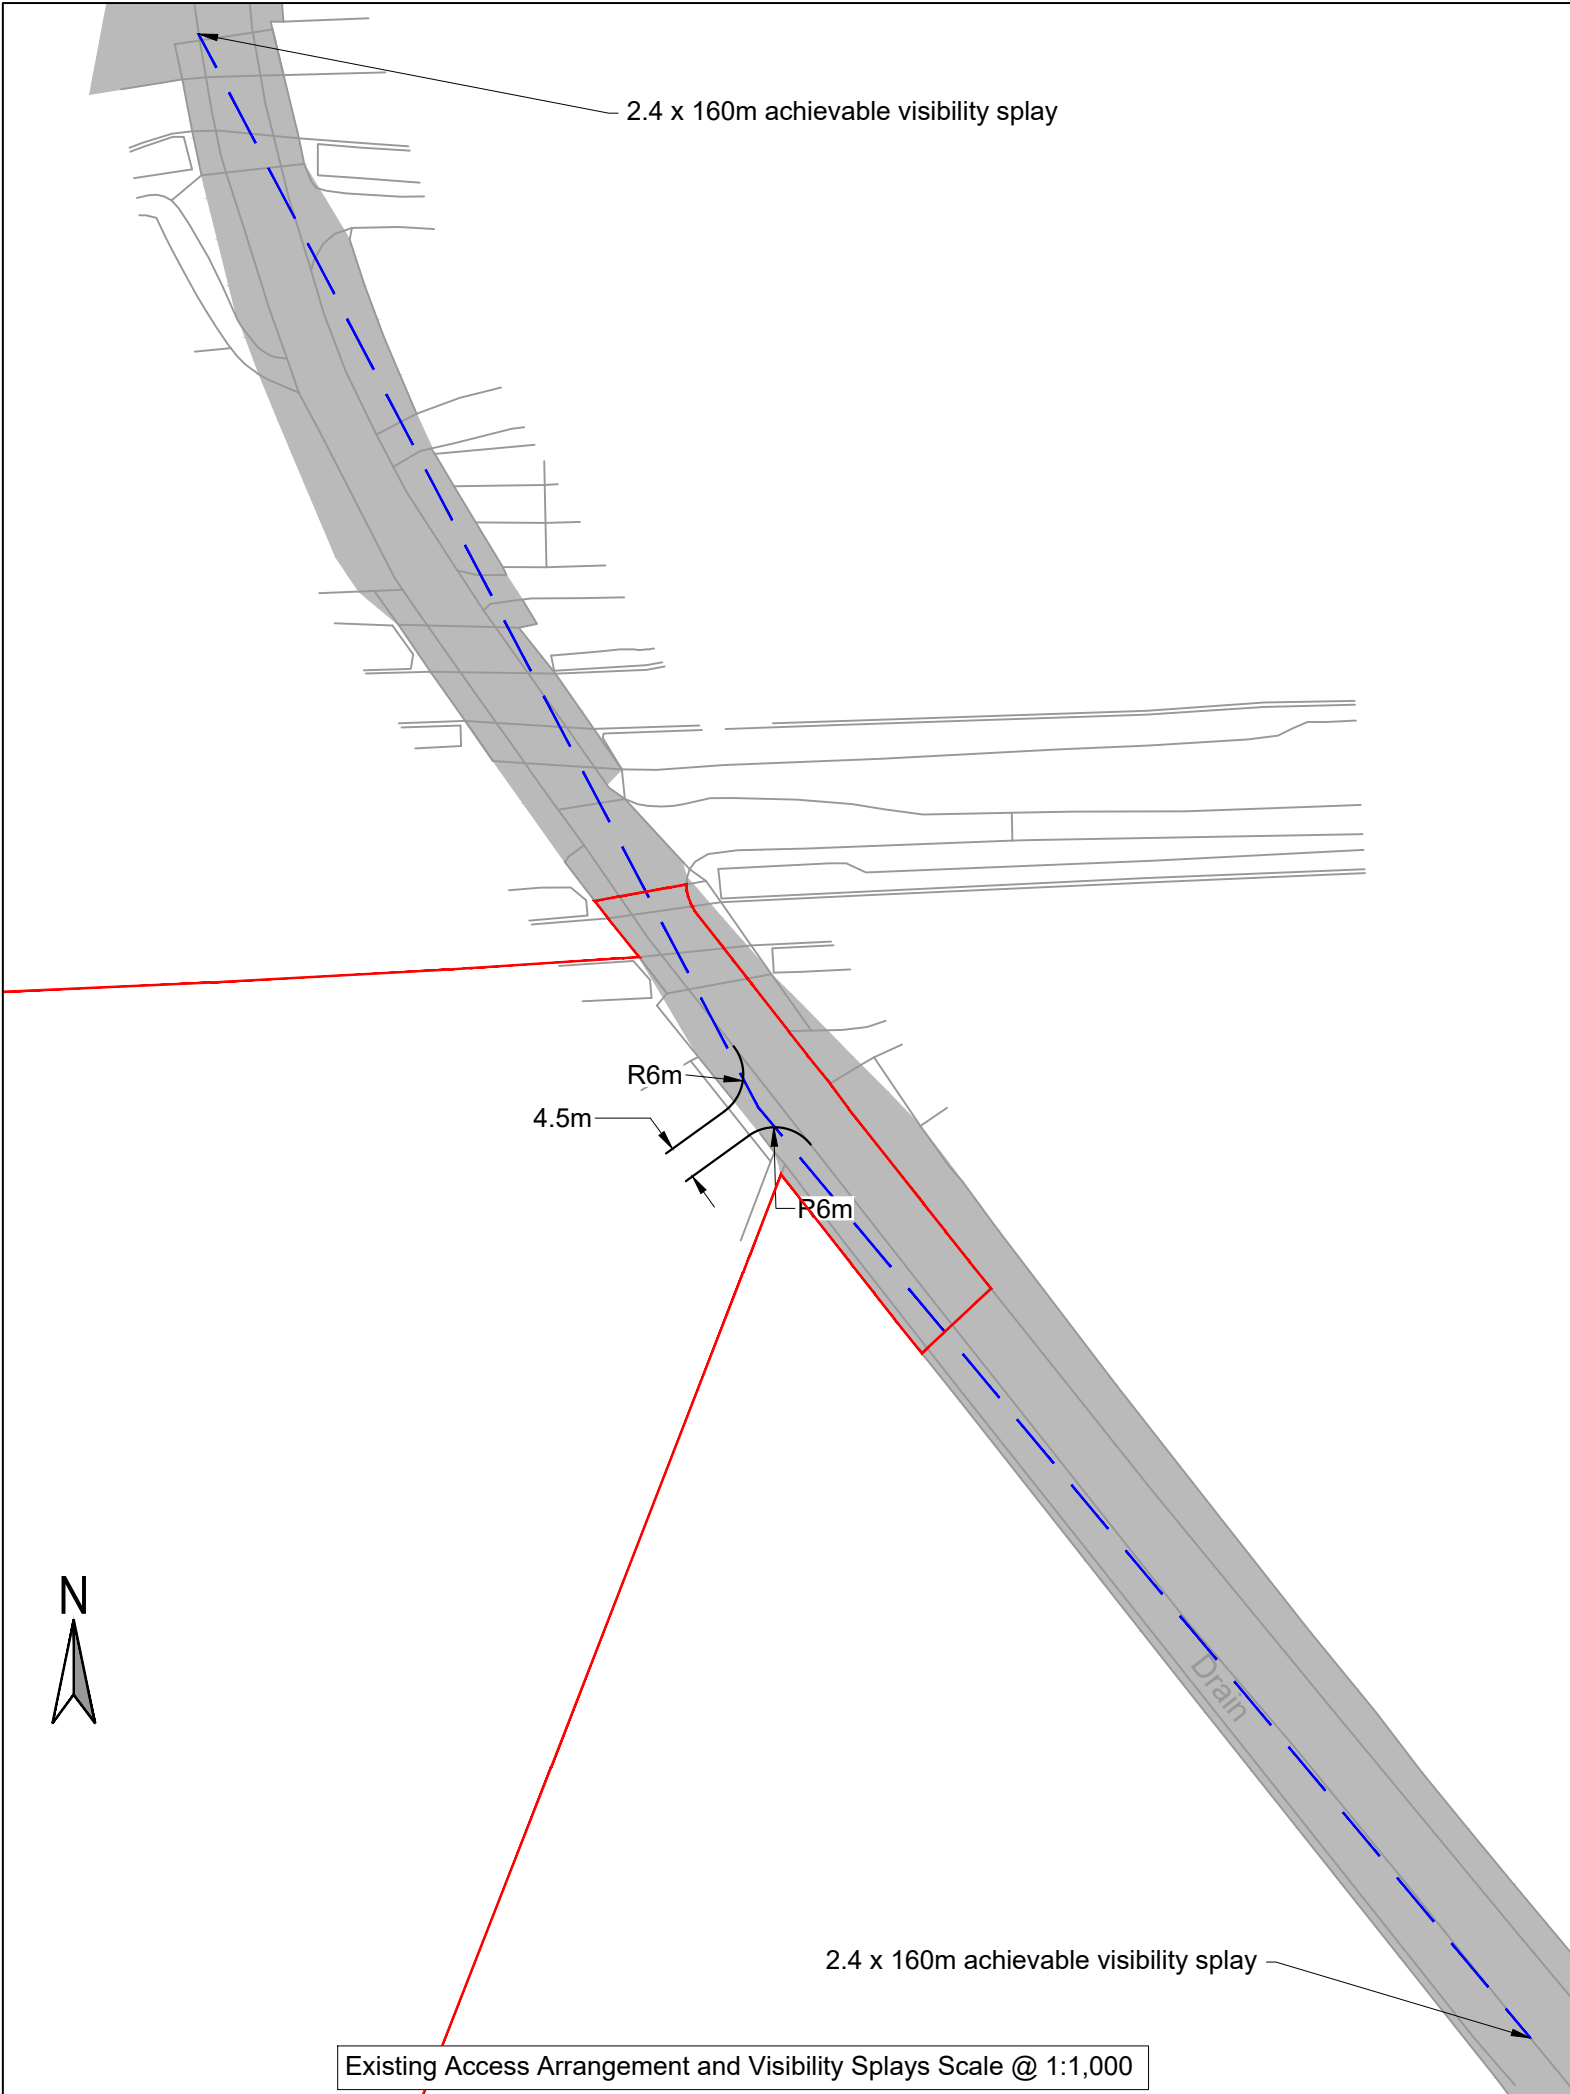 2.4 x 160m achievable visibility splay
R6m
4.5m
R6m
N
Drain
2.4 x 160m achievable visibility splay
Existing Access Arrangement and Visibility Splays Scale @ 1:1,000